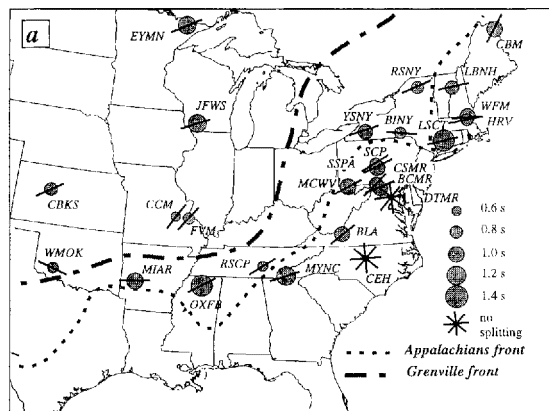 a
EYMN
CBM
RSNY
LBNH
JFWS
WFM
YSNY
BINY
LSC
HRV
SCP
SSPA
CSMR
MCWV
BCMR
CBKS
DTMR
CCM
FVM
BLA
0.6 s
0.8 s
WMOK
RSCP
1.0 s
MIAR
MYNC
CEH
1.2 s
OXFB
1.4 s
no
splitting
Appalachians front
Grenville front